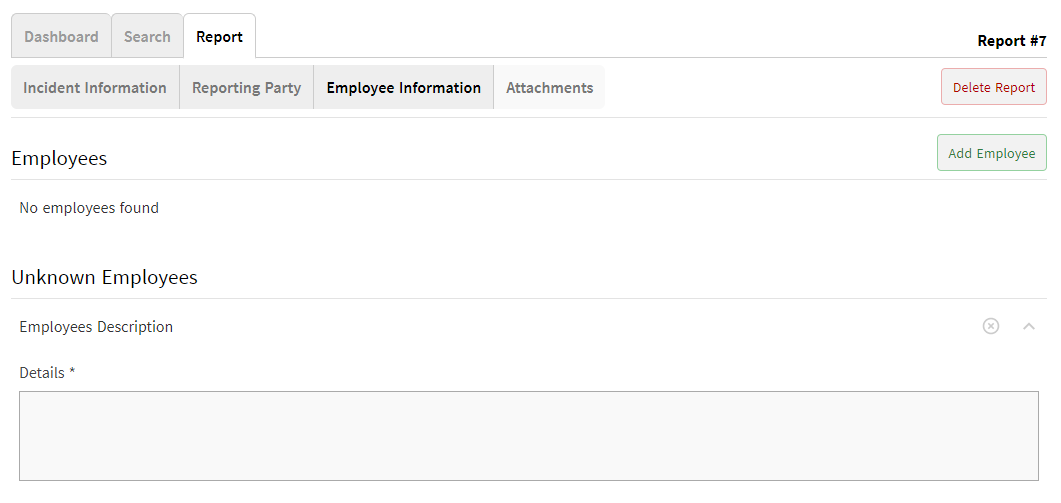 Dashboard Search Report
Report #7
Incident Information Reporting Party Employee Information Attachments
Delete Report
Employees
Add Employee
No employees found
Unknown Employees
Employees Description
Details *